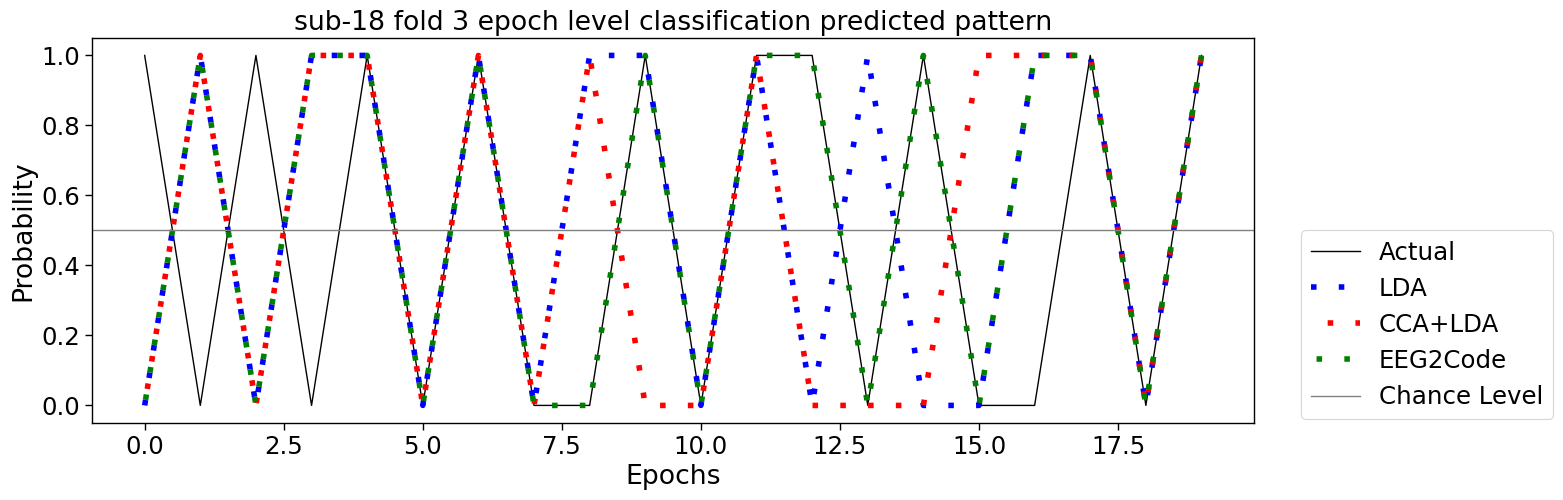 sub-18 fold 3 epoch level classification predicted pattern
Probability
1.0
0.8
0.6
0.4
0.2
0.0
0.0 2.5 5.0 7.5 10.0 12.5 15.0 17.5
Epochs
Actual
LDA
CCA+LDA
EEG2Code
Chance Level